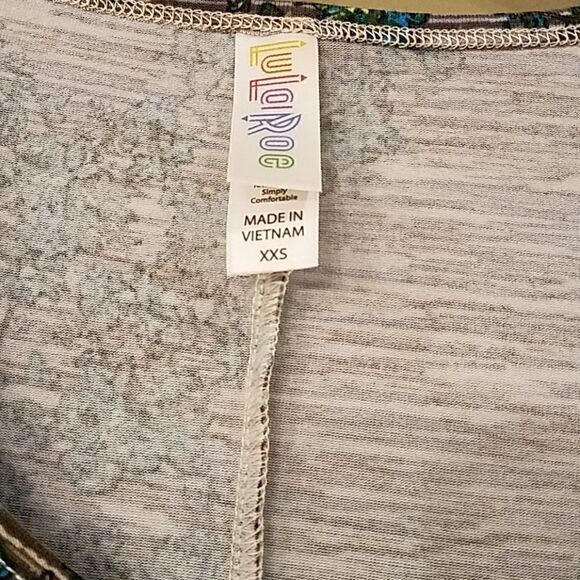 LuLaRoe
Simply
Comfortable
MADE IN
VIETNAM
XXS